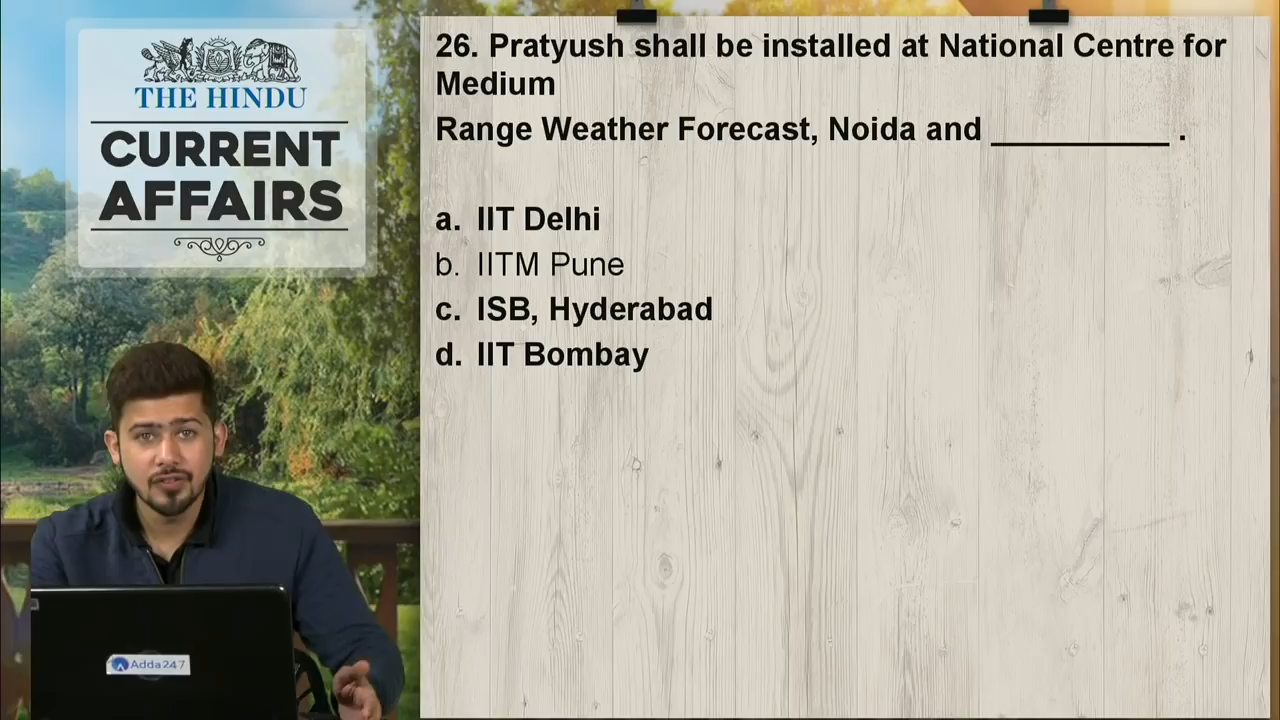 THE HINDU
CURRENT
AFFAIRS
26. Pratyush shall be installed at National Centre for
Medium
Range Weather Forecast, Noida and __________ .
a. IIT Delhi
b. IITM Pune
c. ISB, Hyderabad
d. IIT Bombay
Adda247